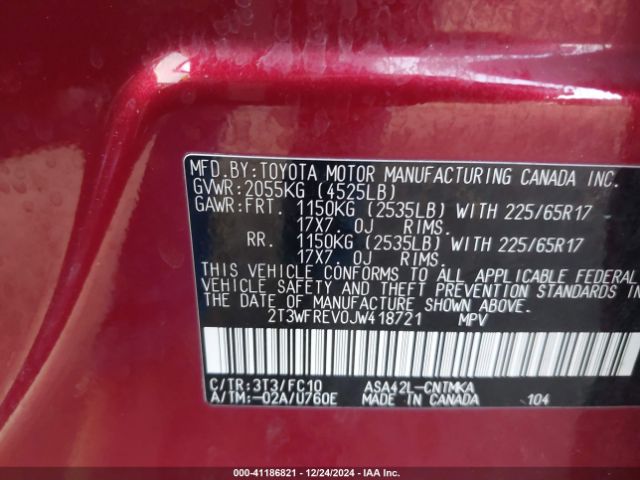 MFD.BY:TOYOTA MOTOR MANUFACTURING CANADA INC.
GVWR:2055KG (4525LB)
GAWR:FRT. 1150KG (2535LB) WITH 225/65R17
17X7.0J RIMS.
RR. 1150KG (2535LB) WITH 225/65R17
17X7.0J RIMS.
THIS VEHICLE CONFORMS TO ALL APPLICABLE FEDERAL
VEHICLE SAFETY AND THEFT PREVENTION STANDARDS
IN EFFECT ON
THE DATE OF MANUFACTURE SHOWN ABOVE.
2T3WFREV0JW418721 MPV
C/TR:3T3/FC10 ASA42L-CNTMKA
A/TM:-02A/U760E MADE IN CANADA 104
000-41186821 - 12/24/2024 - IAA